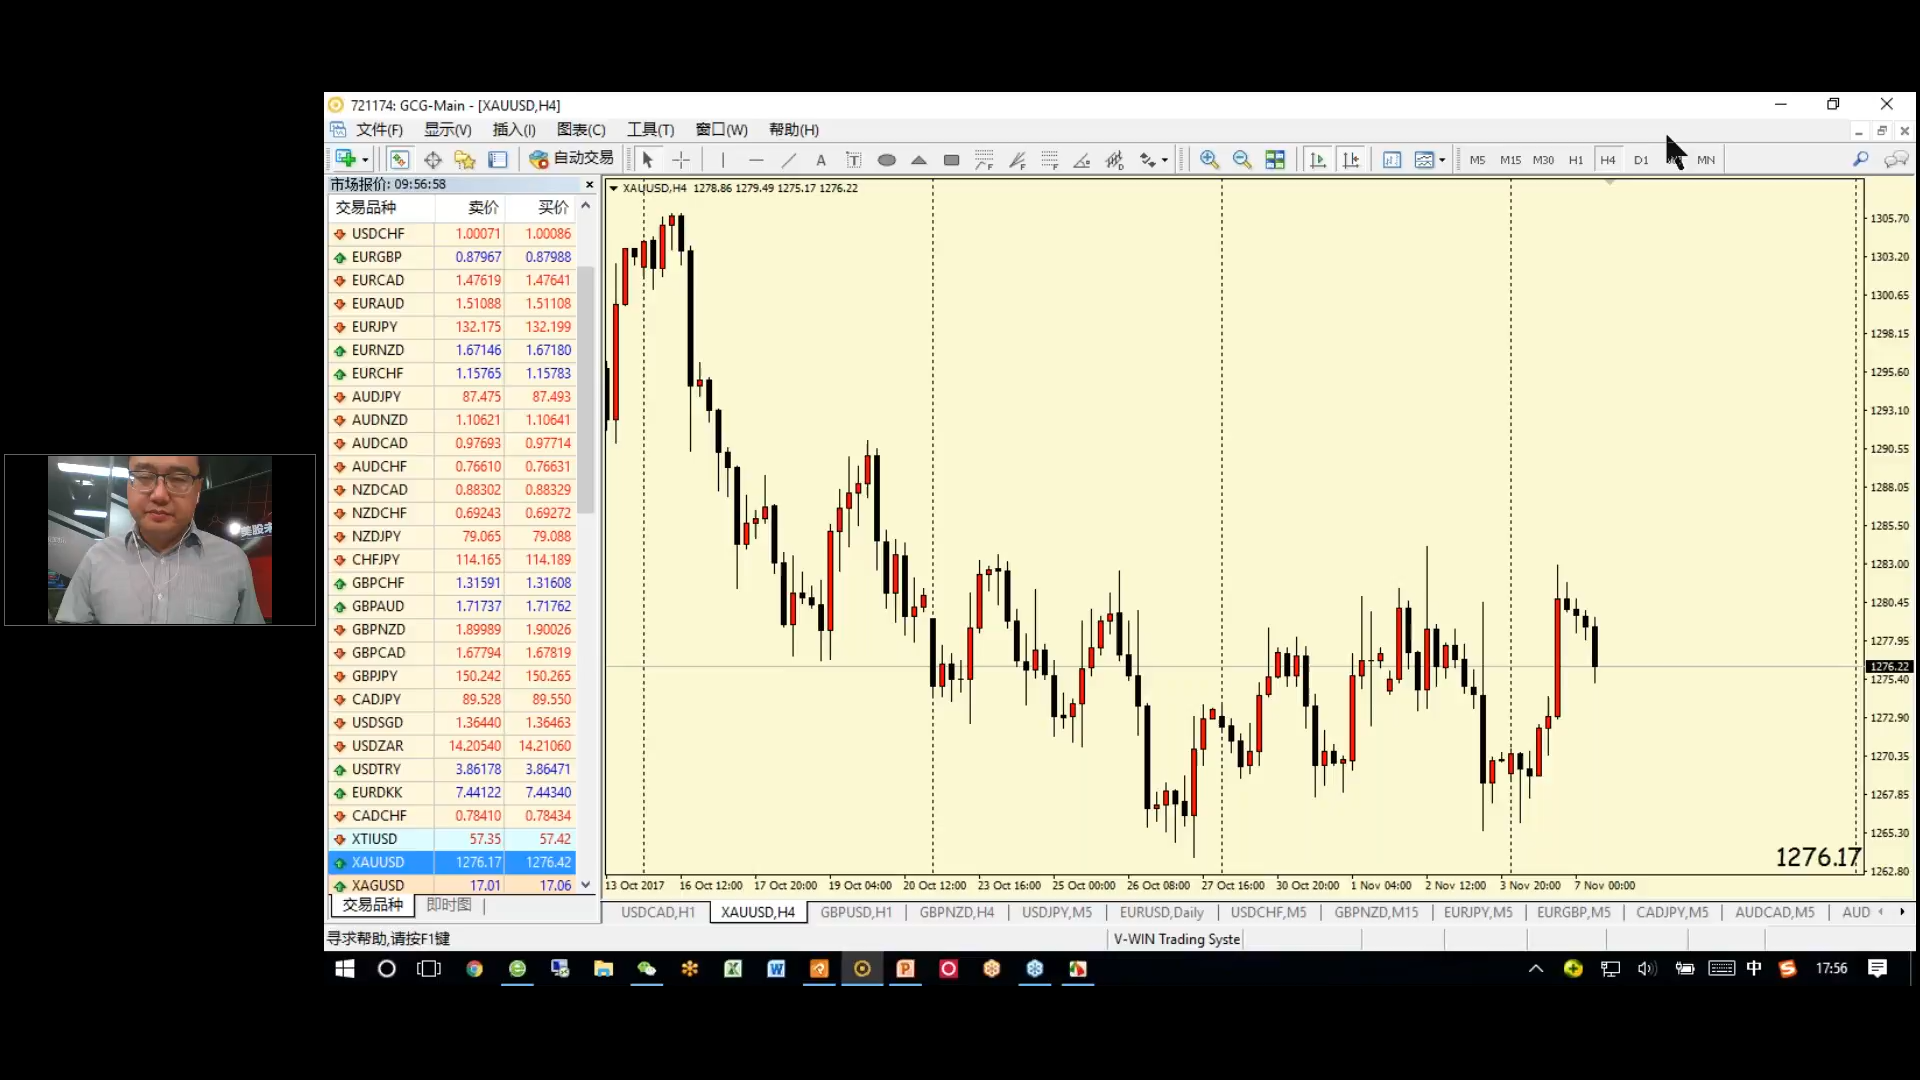 721174: GCG-Main - [XAUUSD,H4]
文件(F) 显示(V) 插入(I) 图表(C) 工具(T) 窗口(W) 帮助(H)
自动交易 A T M5 M15 M30 H1 H4 D1 MN
市场报价: 09:56:58
交易品种 卖价 买价
USDCHF 1.00071 1.00086
EURGBP 0.87967 0.87988
EURCAD 1.47619 1.47641
EURAUD 1.51088 1.51108
EURJPY 132.175 132.199
EURNZD 1.67146 1.67180
EURCHF 1.15765 1.15783
AUDJPY 87.475 87.493
AUDNZD 1.10621 1.10641
AUDCAD 0.97693 0.97714
AUDCHF 0.76610 0.76631
NZDCAD 0.88302 0.88329
NZDCHF 0.69243 0.69272
NZDJPY 79.065 79.088
CHFJPY 114.165 114.189
GBPCHF 1.31591 1.31608
GBPAUD 1.71737 1.71762
GBPNZD 1.89989 1.90026
GBPCAD 1.67794 1.67819
GBPJPY 150.242 150.265
CADJPY 89.528 89.550
USDSGD 1.36440 1.36463
USDZAR 14.20540 14.21060
USDTRY 3.86178 3.86471
EURDKK 7.44122 7.44340
CADCHF 0.78410 0.78434
XTIUSD 57.35 57.42
XAUUSD 1276.17 1276.42
XAGUSD 17.01 17.06
交易品种 即时图
XAUUSD,H4 1278.86 1279.49 1275.17 1276.22
1305.70
1303.20
1300.65
1298.15
1295.60
1293.10
1290.55
1288.05
1285.50
1283.00
1280.45
1277.95
1276.22
1275.40
1272.90
1270.35
1267.85
1265.30
1262.80
1276.17
13 Oct 2017 16 Oct 12:00 17 Oct 20:00 19 Oct 04:00 20 Oct 12:00 23 Oct 16:00 25 Oct 00:00 26 Oct 08:00 27 Oct 16:00 30 Oct 20:00 1 Nov 04:00 2 Nov 12:00 3 Nov 20:00 7 Nov 00:00
USDCAD,H1 XAUUSD,H4 GBPUSD,H1 GBPNZD,H4 USDJPY,M5 EURUSD,Daily USDCHF,M5 GBPNZD,M15 EURJPY,M5 EURGBP,M5 CADJPY,M5 AUDCAD,M5 AUD
寻求帮助,请按F1键
V-WIN Trading Syste
中 17:56
美股未